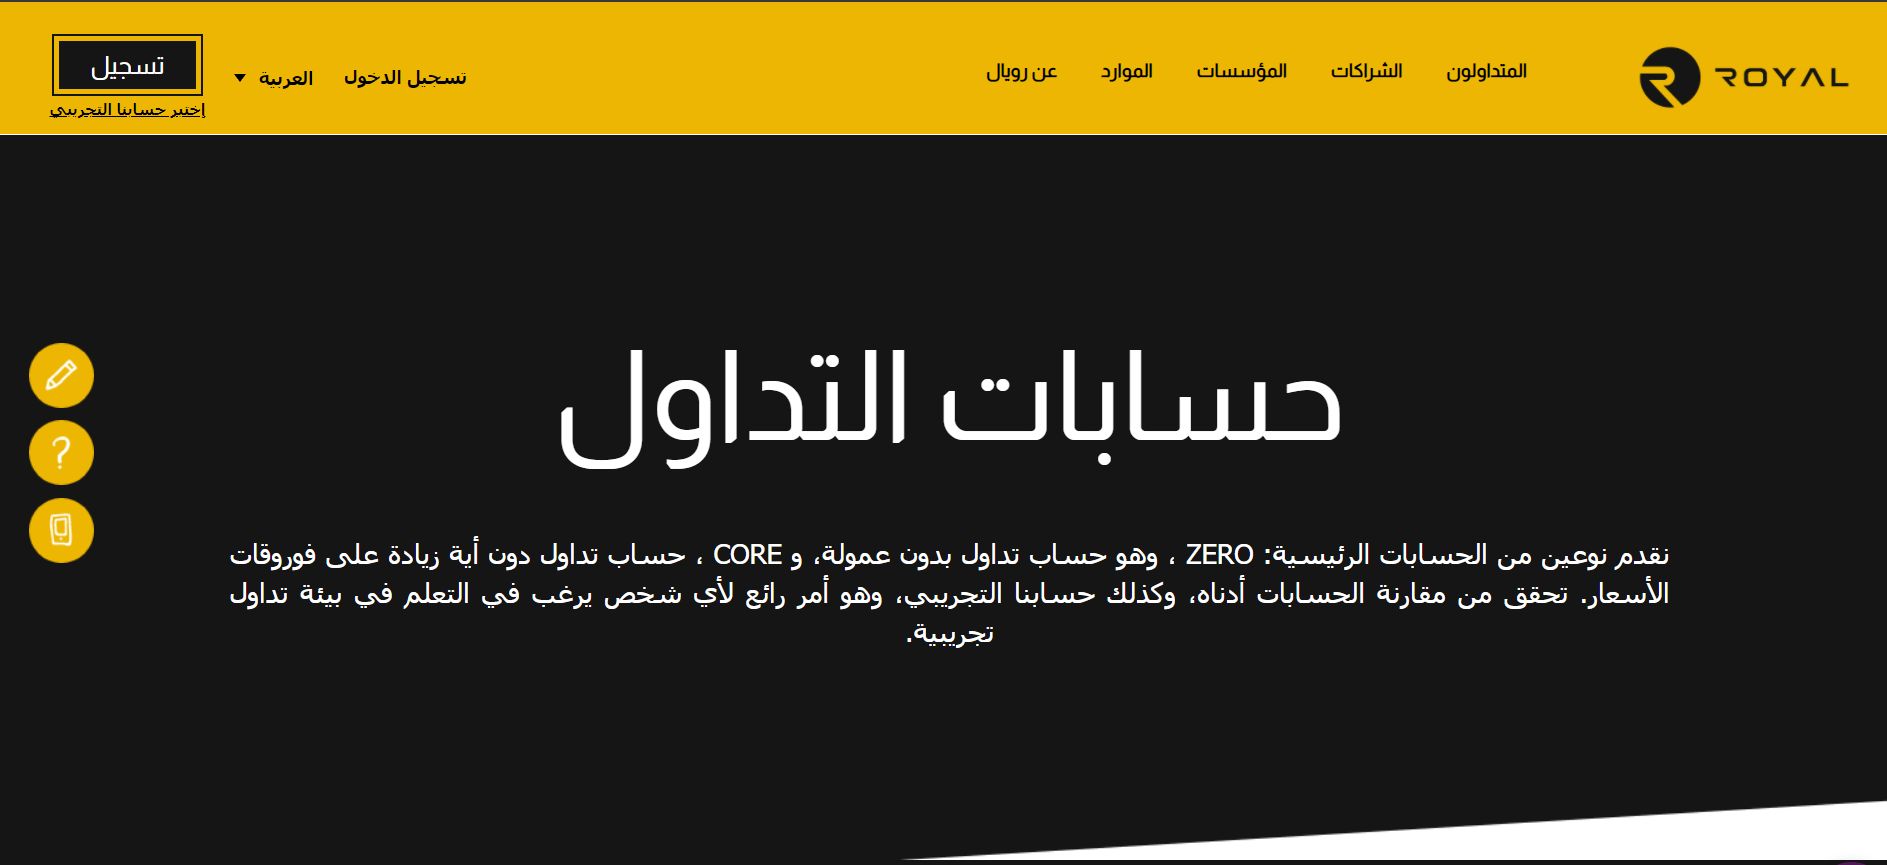 ROYAL
المتداولون
الشراكات
المؤسسات
الموارد
عن رويال
تسجيل الدخول
العربية
تسجيل
إختبر حسابنا التجريبي
حسابات التداول
نقدم نوعين من الحسابات الرئيسية: ZERO ، وهو حساب تداول بدون عمولة، و CORE ، حساب تداول دون أية زيادة على فوروقات
الأسعار. تحقق من مقارنة الحسابات أدناه، وكذلك حسابنا التجريبي، وهو أمر رائع لأي شخص يرغب في التعلم في بيئة تداول
تجريبية.